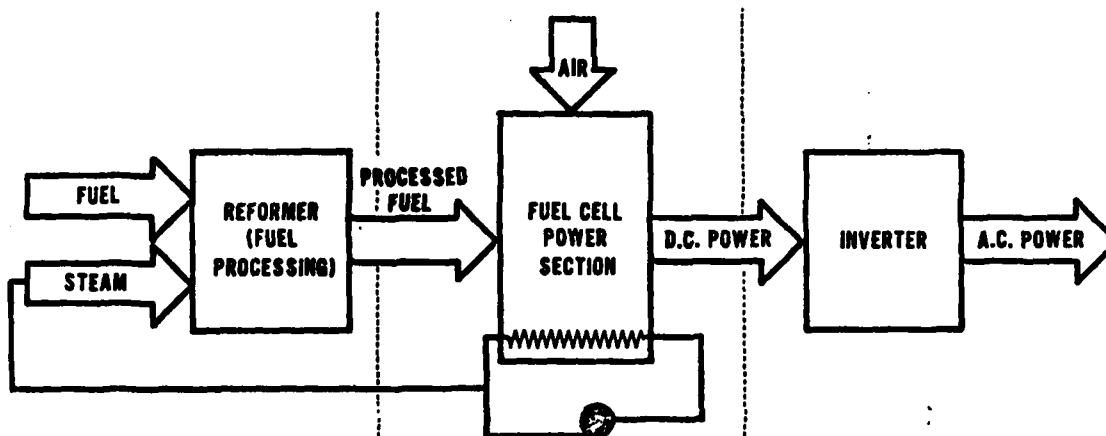 AIR
FUEL
STEAM
REFORMER
(FUEL
PROCESSING)
PROCESSED
FUEL
FUEL CELL
POWER
SECTION
D.C. POWER
INVERTER
A.C. POWER